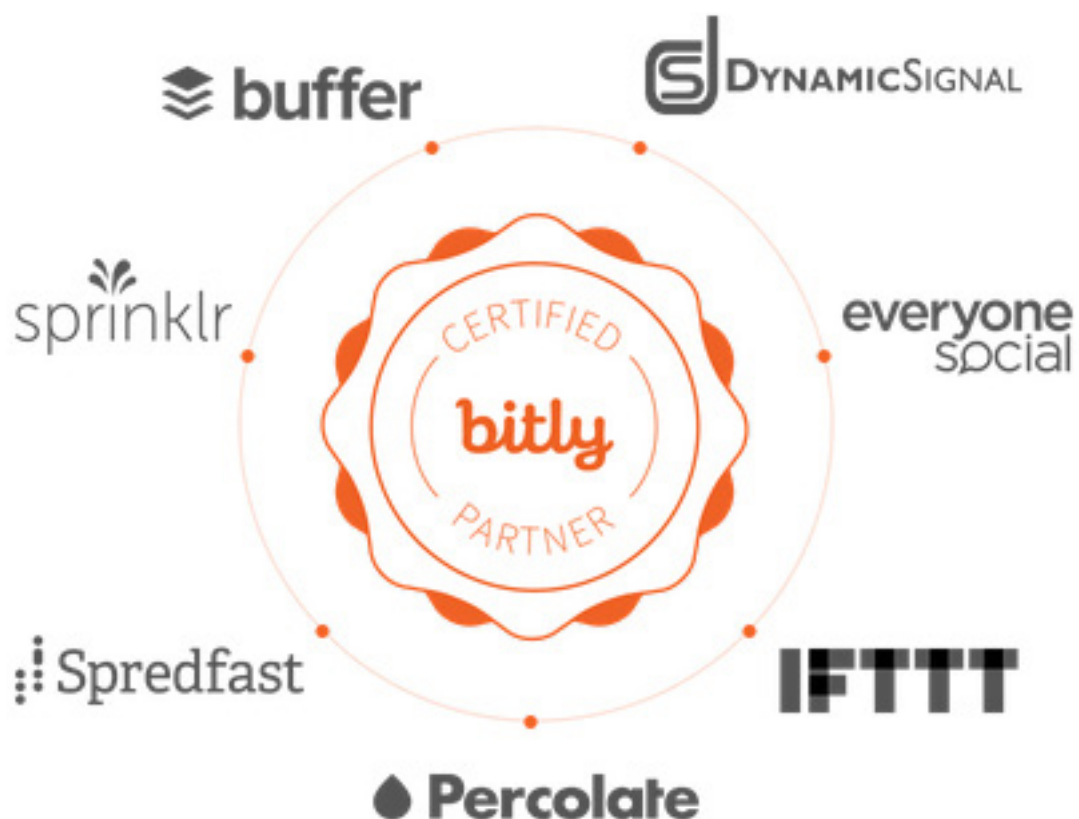 buffer
DYNAMICSIGNAL
sprinklr
everyone
social
CERTIFIED
bitly
PARTNER
Spredfast
IFTTT
Percolate